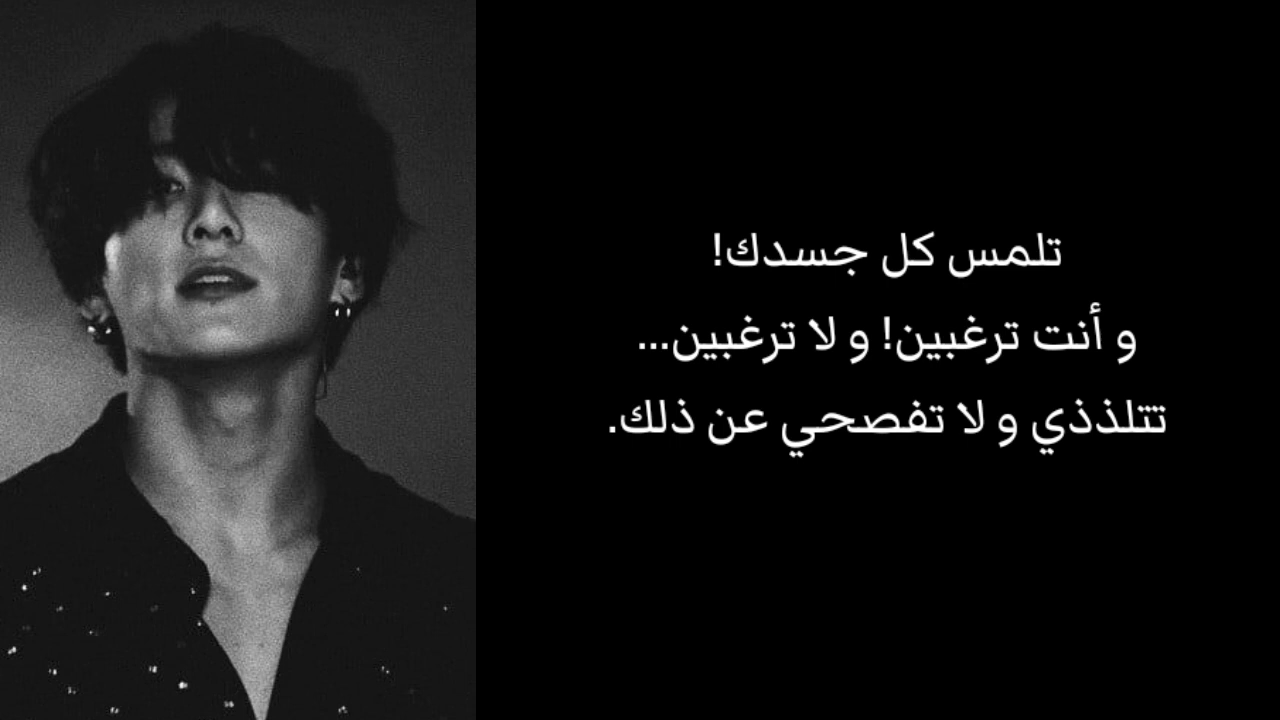 تلمس كل جسدك!
و أنت ترغبين! و لا ترغبين...
تتلذذي و لا تفصحي عن ذلك.